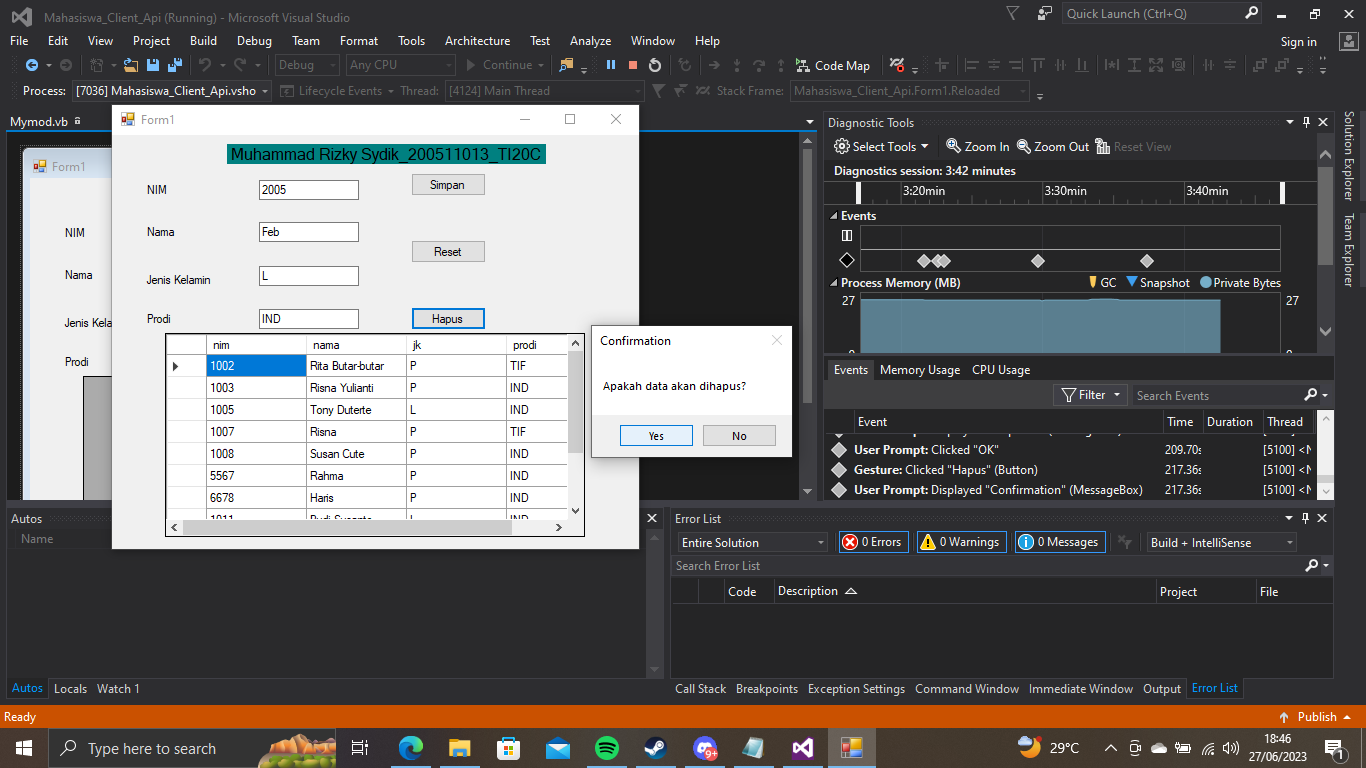 Mahasiswa_Client_Api (Running) - Microsoft Visual Studio
Quick Launch (Ctrl+Q)
File Edit View Project Build Debug Team Format Tools Architecture Test Analyze Window Help
Sign in
Debug Any CPU Continue Code Map
Process: [7036] Mahasiswa_Client_Api.vsho Lifecycle Events Thread: [4124] Main Thread Stack Frame: Mahasiswa_Client_Api.Form1.Reloaded
Mymod.vb
Form1
NIM
Nama
Jenis Kela
Prodi
Form1
Muhammad Rizky Sydik_200511013_TI20C
NIM 2005 Simpan
Nama Feb
Reset
Jenis Kelamin L
Prodi IND Hapus
nim nama jk prodi
1002 Rita Butar-butar P TIF
1003 Risna Yulianti P IND
1005 Tony Duterte L IND
1007 Risna P TIF
1008 Susan Cute P IND
5567 Rahma P IND
6678 Haris P IND
Confirmation
Apakah data akan dihapus?
Yes No
Diagnostic Tools
Select Tools Zoom In Zoom Out Reset View
Diagnostics session: 3:42 minutes
3:20min 3:30min 3:40min
Events
Process Memory (MB) GC Snapshot Private Bytes
27 27
Events Memory Usage CPU Usage
Filter Search Events
Event Time Duration Thread
User Prompt: Clicked "OK" 209.70s [5100] <N
Gesture: Clicked "Hapus" (Button) 217.36s [5100] <N
User Prompt: Displayed "Confirmation" (MessageBox) 217.36s [5100] <N
Solution Explorer
Team Explorer
Autos
Name
Autos Locals Watch 1
Error List
Entire Solution 0 Errors 0 Warnings 0 Messages Build + IntelliSense
Search Error List
Code Description Project File
Call Stack Breakpoints Exception Settings Command Window Immediate Window Output Error List
Ready
Publish
Type here to search
9+
29°C
18:46
27/06/2023
1